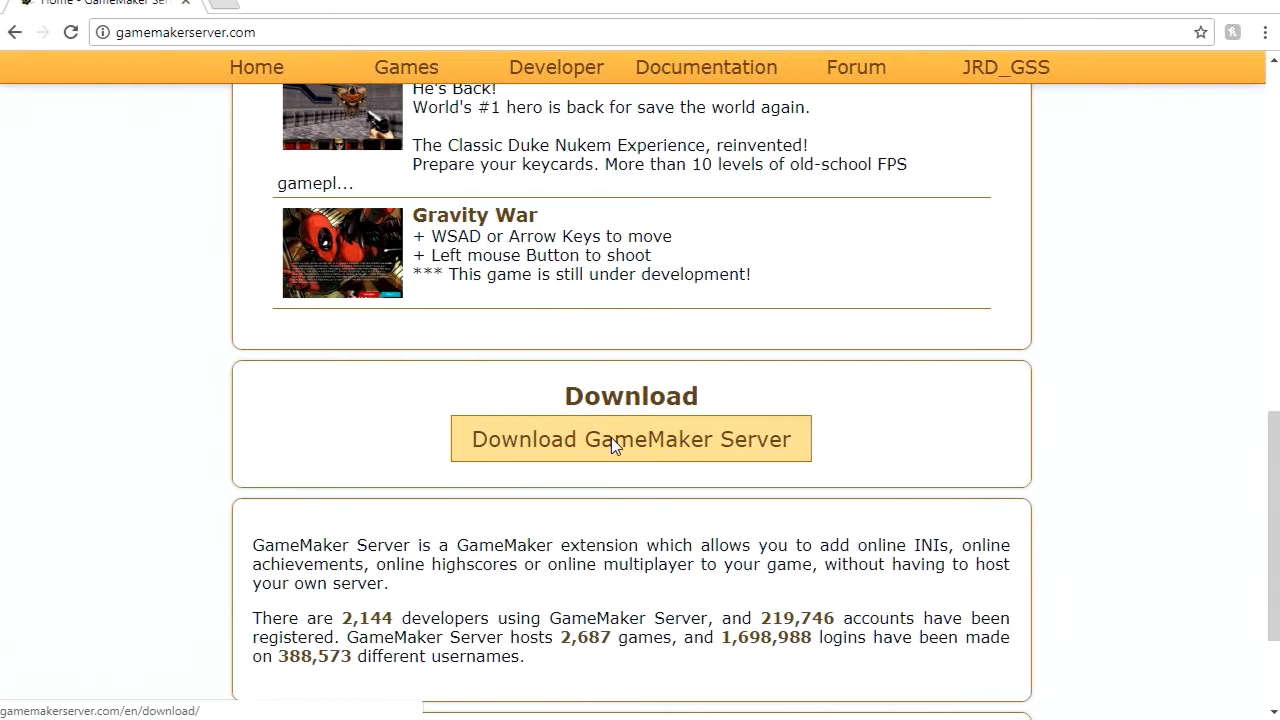 Home - GameMaker Ser
gamemakerserver.com
Home Games Developer Documentation Forum JRD_GSS
He's Back!
World's #1 hero is back for save the world again.
The Classic Duke Nukem Experience, reinvented!
Prepare your keycards. More than 10 levels of old-school FPS
gamepl...
Gravity War
+ WSAD or Arrow Keys to move
+ Left mouse Button to shoot
*** This game is still under development!
Download
Download GameMaker Server
GameMaker Server is a GameMaker extension which allows you to add online INIs, online
achievements, online highscores or online multiplayer to your game, without having to host
your own server.
There are 2,144 developers using GameMaker Server, and 219,746 accounts have been
registered. GameMaker Server hosts 2,687 games, and 1,698,988 logins have been made
on 388,573 different usernames.
gamemakerserver.com/en/download/